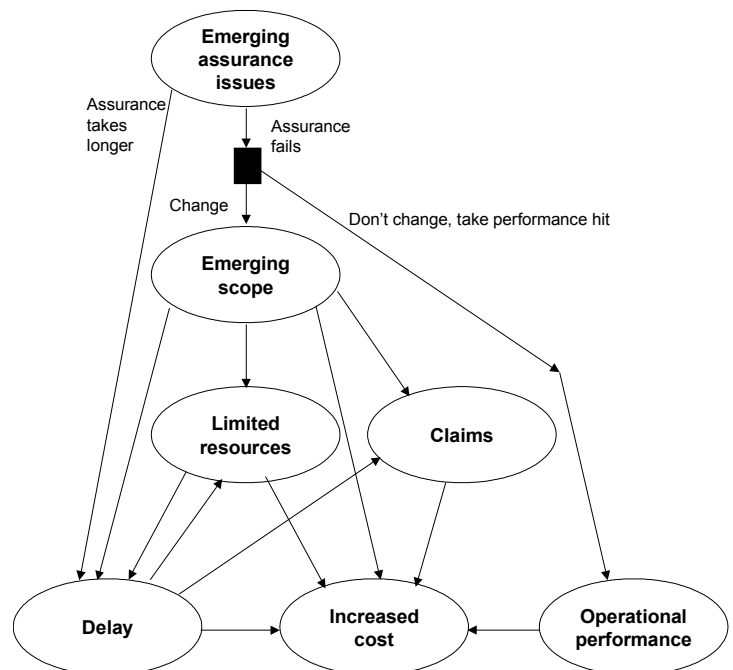 Emerging
assurance
issues
Assurance
takes
longer
Assurance
fails
Change
Don't change, take performance hit
Emerging
scope
Limited
resources
Claims
Delay
Increased
cost
Operational
performance